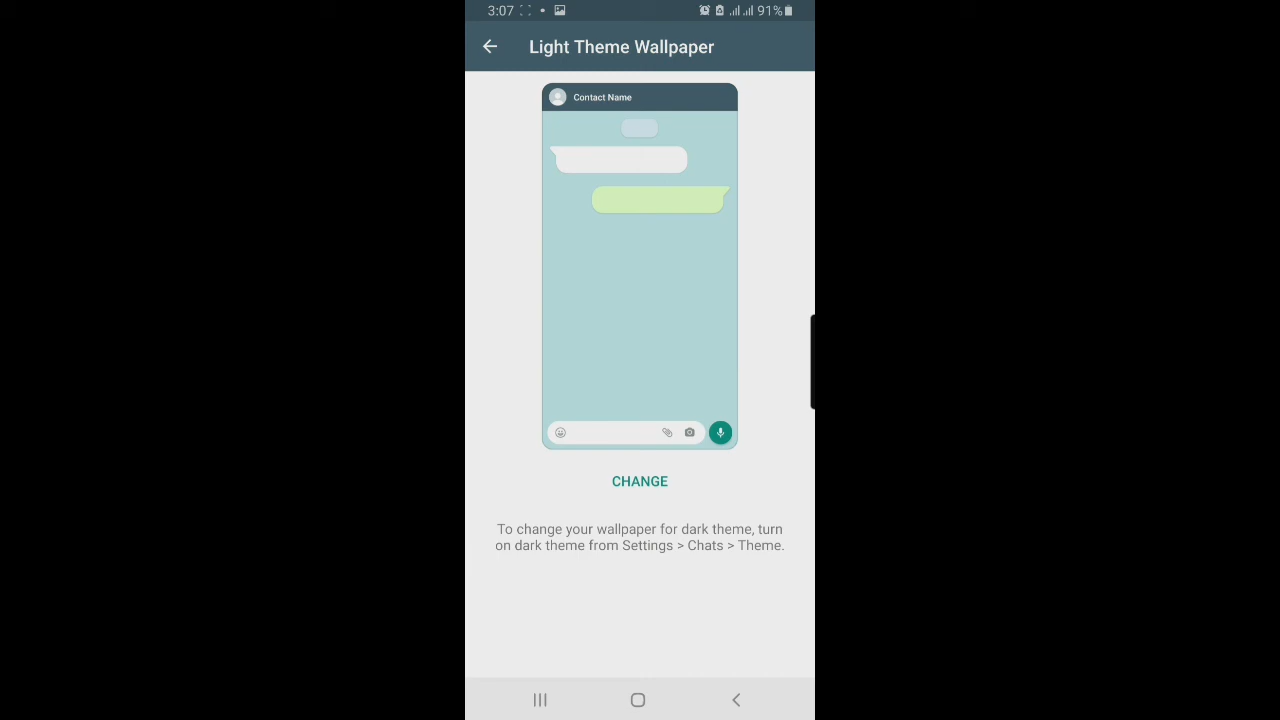 3:07 91%
Light Theme Wallpaper
Contact Name
CHANGE
To change your wallpaper for dark theme, turn
on dark theme from Settings > Chats > Theme.